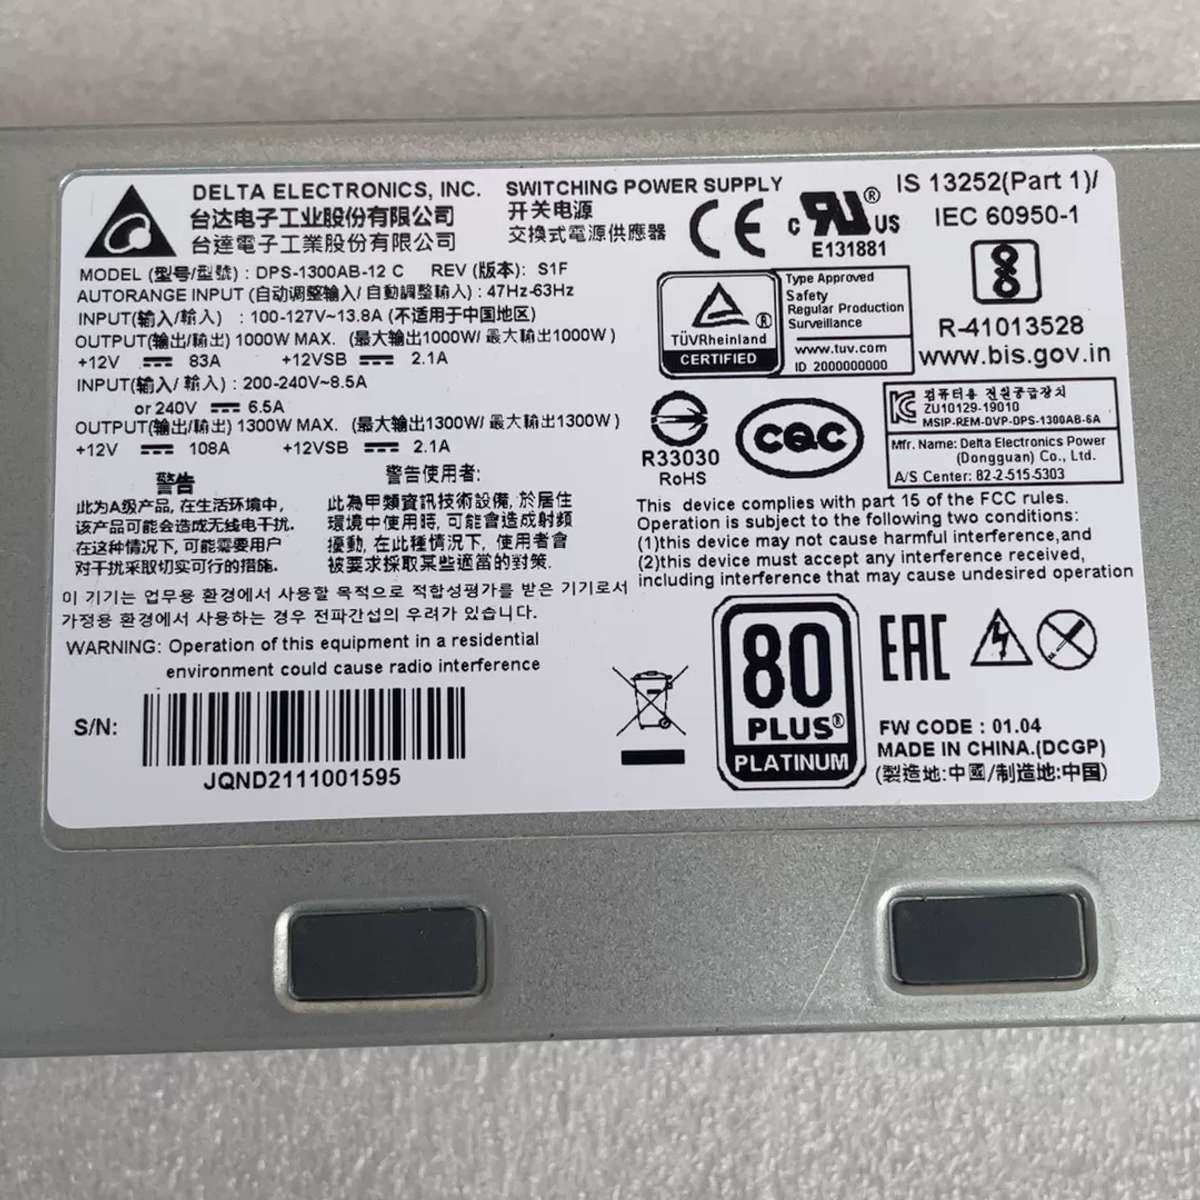 DELTA ELECTRONICS, INC.
台达电子工业股份有限公司
台達電子工業股份有限公司
SWITCHING POWER SUPPLY
开关电源
交換式電源供應器
MODEL (型号/型號) : DPS-1300AB-12 C REV (版本): S1F
AUTORANGE INPUT (自动调整输入/ 自動調整輸入) : 47Hz-63Hz
INPUT(输入/输入) : 100-127V~13.8A (不适用于中国地区)
OUTPUT(输出/輸出) 1000W MAX. (最大输出1000W/ 最大輸出1000W )
+12V ⎓ 83A +12VSB ⎓ 2.1A
INPUT(输入/ 輸入) : 200-240V~8.5A
or 240V ⎓ 6.5A
OUTPUT(输出/輸出) 1300W MAX. (最大输出1300W/ 最大輸出1300W )
+12V ⎓ 108A +12VSB ⎓ 2.1A
警告
此为A级产品, 在生活环境中,
该产品可能会造成无线电干扰.
在这种情况下, 可能需要用户
对干扰采取切实可行的措施.
警告使用者:
此為甲類資訊技術設備, 於居住
環境中使用時, 可能會造成射頻
擾動, 在此種情況下, 使用者會
被要求採取某些適當的對策.
이 기기는 업무용 환경에서 사용할 목적으로 적합성평가를 받은 기기로서
가정용 환경에서 사용하는 경우 전파간섭의 우려가 있습니다.
WARNING: Operation of this equipment in a residential
environment could cause radio interference
S/N:
JQND2111001595
CE
c RU® US
E131881
IS 13252(Part 1)/
IEC 60950-1
R-41013528
www.bis.gov.in
TÜVRheinland ®
CERTIFIED
Type Approved
Safety
Regular Production
Surveillance
www.tuv.com
ID 2000000000
R33030
RoHS
CQC
컴퓨터용 전원공급장치
ZU10129-19010
MSIP-REM-DVP-DPS-1300AB-6A
Mfr. Name: Delta Electronics Power
(Dongguan) Co., Ltd.
A/S Center: 82-2-515-5303
This device complies with part 15 of the FCC rules.
Operation is subject to the following two conditions:
(1)this device may not cause harmful interference,and
(2)this device must accept any interference received,
including interference that may cause undesired operation
80
PLUS®
PLATINUM
EAC
FW CODE : 01.04
MADE IN CHINA.(DCGP)
(製造地:中國/制造地:中国)